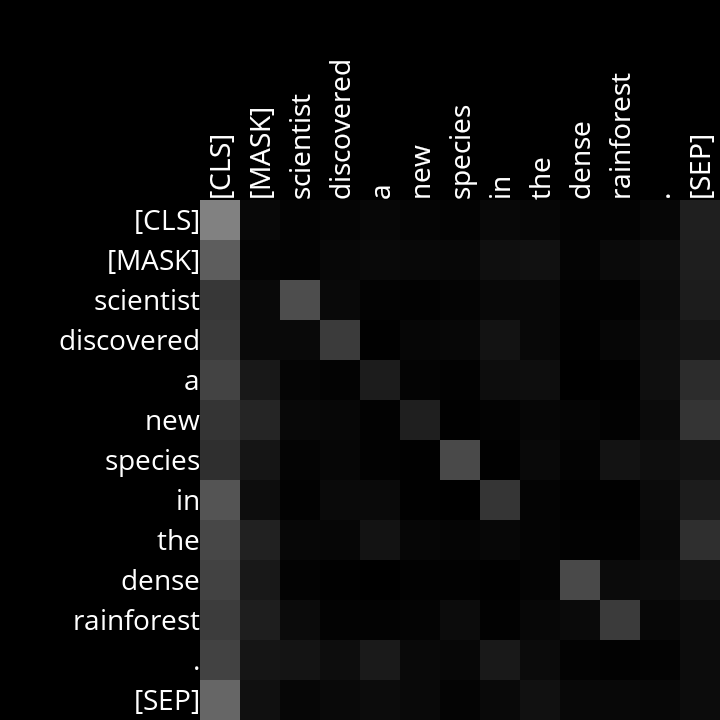 [CLS] [MASK] scientist discovered a new species in the dense rainforest . [SEP]
[CLS]
[MASK]
scientist
discovered
a
new
species
in
the
dense
rainforest
.
[SEP]